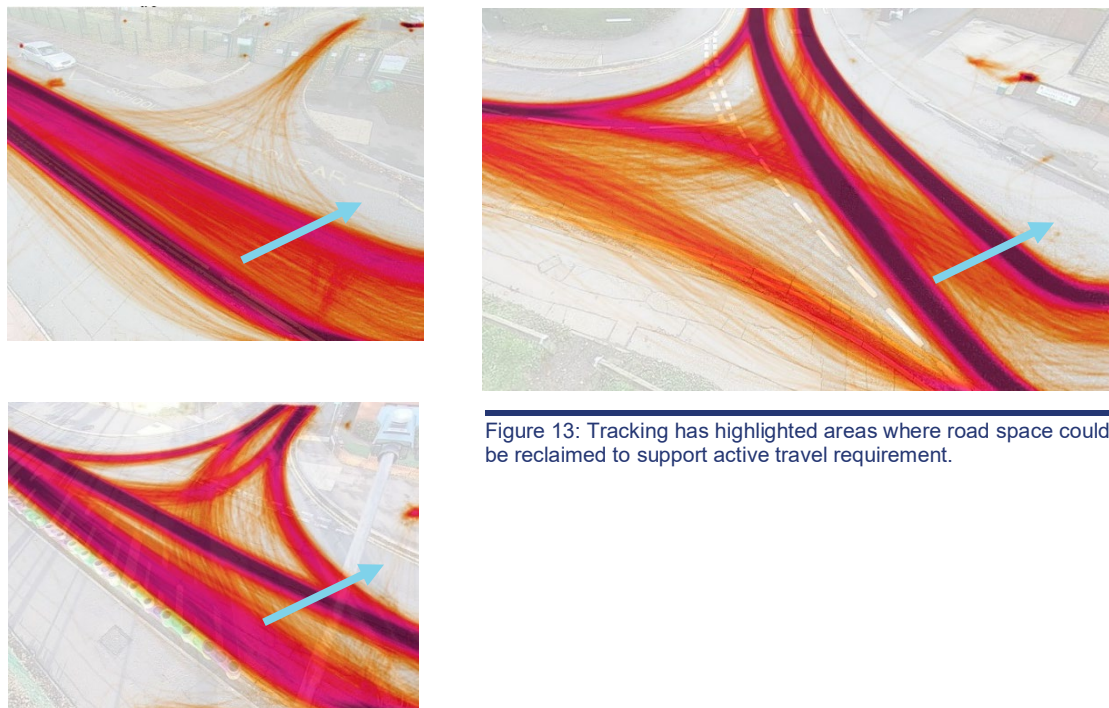 Figure 13: Tracking has highlighted areas where road space could
be reclaimed to support active travel requirement.